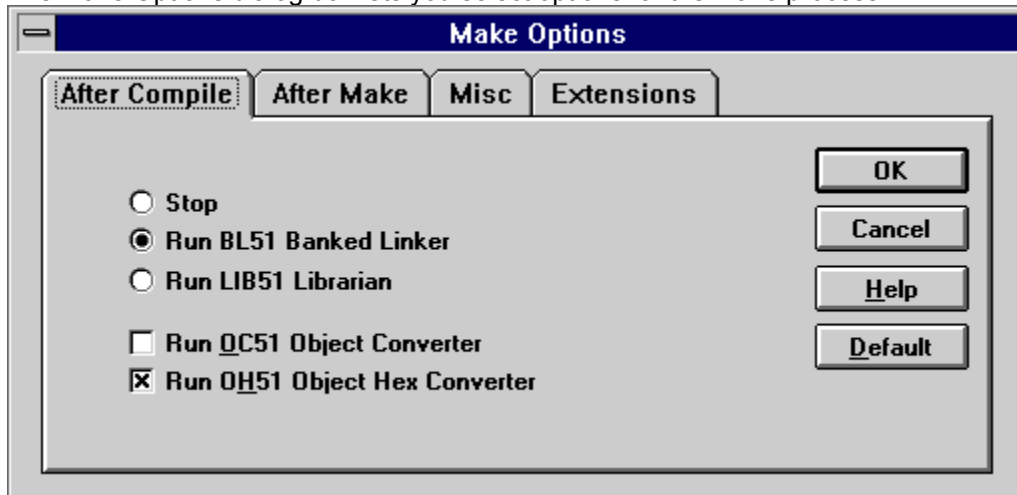 Make Options
After Compile After Make Misc Extensions
OK
Stop
Run BL51 Banked Linker
Cancel
Run LIB51 Librarian
Help
Run OC51 Object Converter
Default
Run OH51 Object Hex Converter